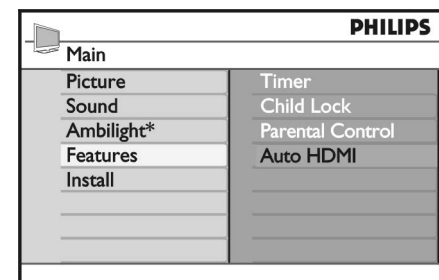 PHILIPS
Main
Picture
Sound
Ambilight*
Features
Install
Timer
Child Lock
Parental Control
Auto HDMI